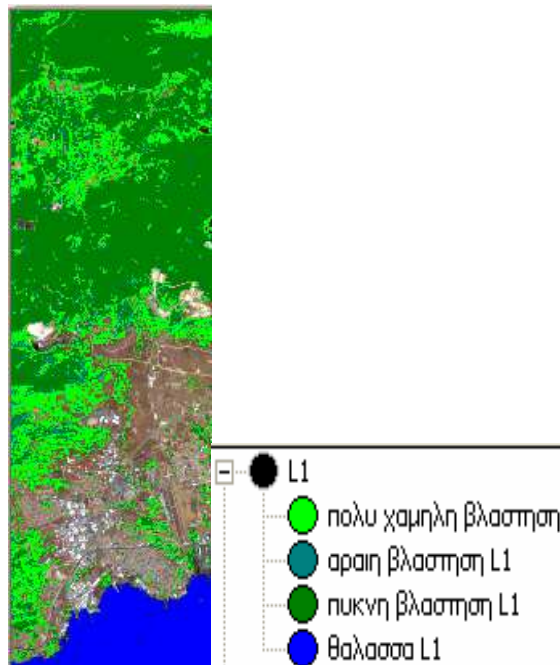 L1
πολυ χαμηλη βλαστηση
αραιη βλαστηση L1
πυκνη βλαστηση L1
θαλασσα L1